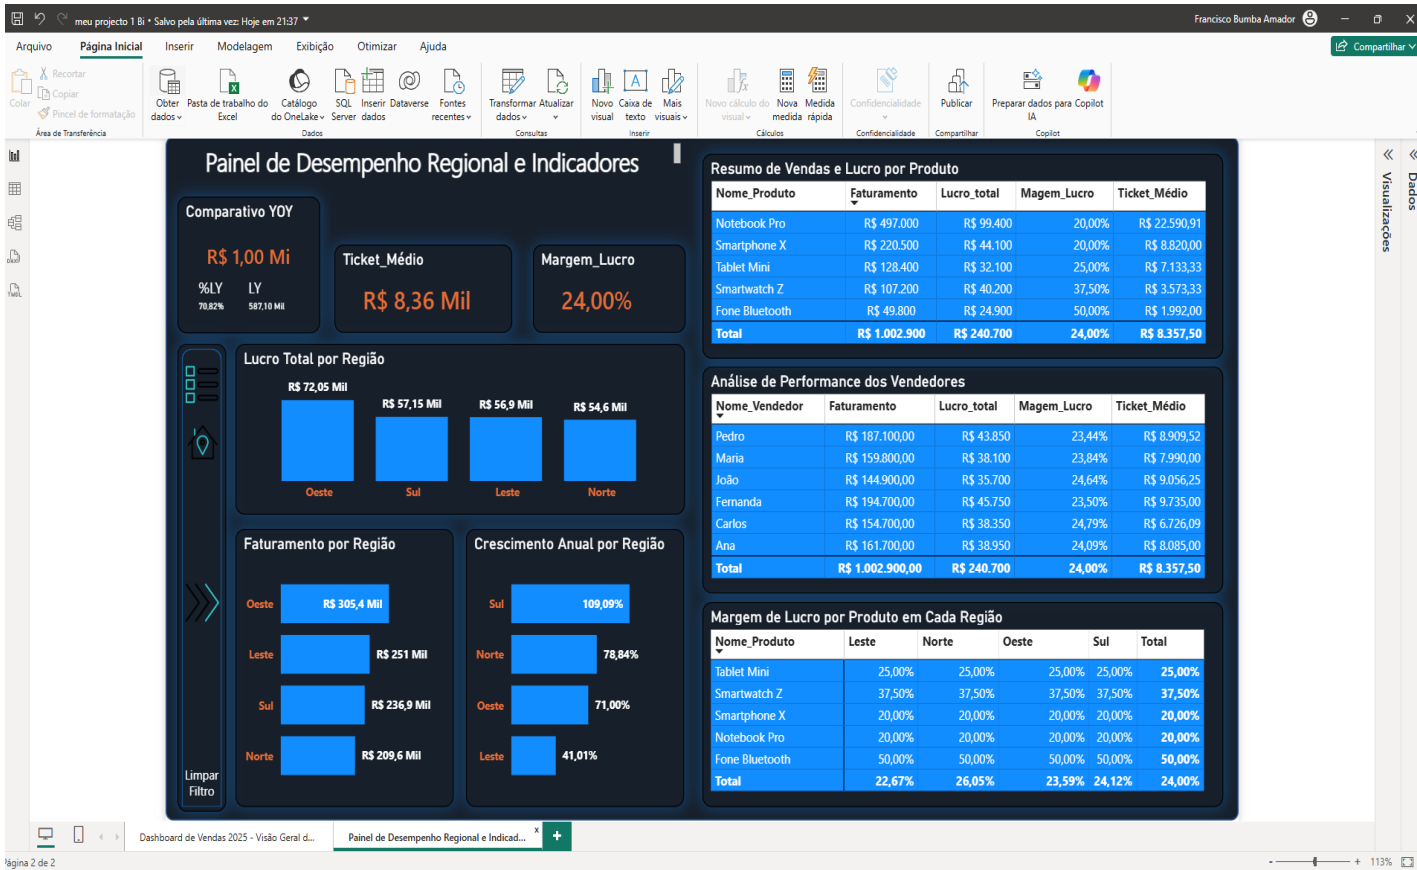 meu projecto 1 Bi • Salvo pela última vez: Hoje em 21:37
Francisco Bumba Amador
Arquivo Página Inicial Inserir Modelagem Exibição Otimizar Ajuda
Compartilhar
Colar
Recortar
Copiar
Pincel de formatação
Área de Transferência
Obter dados
Pasta de trabalho do Excel
Catálogo do OneLake
SQL Server
Inserir dados
Dataverse
Fontes recentes
Dados
Transformar dados
Atualizar
Consultas
Novo visual
Caixa de texto
Mais visuais
Inserir
Novo cálculo do visual
Nova medida
Medida rápida
Cálculos
Confidencialidade
Confidencialidade
Publicar
Compartilhar
Preparar dados para IA
Copilot
Copilot
DAX
TMDL
Painel de Desempenho Regional e Indicadores
Comparativo YOY
R$ 1,00 Mi
%LY LY
70,82% 587,10 Mil
Ticket_Médio
R$ 8,36 Mil
Margem_Lucro
24,00%
Lucro Total por Região
R$ 72,05 Mil
R$ 57,15 Mil
R$ 56,9 Mil
R$ 54,6 Mil
Oeste Sul Leste Norte
Faturamento por Região
Oeste R$ 305,4 Mil
Leste R$ 251 Mil
Sul R$ 236,9 Mil
Norte R$ 209,6 Mil
Crescimento Anual por Região
Sul 109,09%
Norte 78,84%
Oeste 71,00%
Leste 41,01%
Limpar
Filtro
Resumo de Vendas e Lucro por Produto
Nome_Produto Faturamento Lucro_total Magem_Lucro Ticket_Médio
Notebook Pro R$ 497.000 R$ 99.400 20,00% R$ 22.590,91
Smartphone X R$ 220.500 R$ 44.100 20,00% R$ 8.820,00
Tablet Mini R$ 128.400 R$ 32.100 25,00% R$ 7.133,33
Smartwatch Z R$ 107.200 R$ 40.200 37,50% R$ 3.573,33
Fone Bluetooth R$ 49.800 R$ 24.900 50,00% R$ 1.992,00
Total R$ 1.002.900 R$ 240.700 24,00% R$ 8.357,50
Análise de Performance dos Vendedores
Nome_Vendedor Faturamento Lucro_total Magem_Lucro Ticket_Médio
Pedro R$ 187.100,00 R$ 43.850 23,44% R$ 8.909,52
Maria R$ 159.800,00 R$ 38.100 23,84% R$ 7.990,00
João R$ 144.900,00 R$ 35.700 24,64% R$ 9.056,25
Fernanda R$ 194.700,00 R$ 45.750 23,50% R$ 9.735,00
Carlos R$ 154.700,00 R$ 38.350 24,79% R$ 6.726,09
Ana R$ 161.700,00 R$ 38.950 24,09% R$ 8.085,00
Total R$ 1.002.900,00 R$ 240.700 24,00% R$ 8.357,50
Margem de Lucro por Produto em Cada Região
Nome_Produto Leste Norte Oeste Sul Total
Tablet Mini 25,00% 25,00% 25,00% 25,00% 25,00%
Smartwatch Z 37,50% 37,50% 37,50% 37,50% 37,50%
Smartphone X 20,00% 20,00% 20,00% 20,00% 20,00%
Notebook Pro 20,00% 20,00% 20,00% 20,00% 20,00%
Fone Bluetooth 50,00% 50,00% 50,00% 50,00% 50,00%
Total 22,67% 26,05% 23,59% 24,12% 24,00%
Visualizações
Dados
Dashboard de Vendas 2025 - Visão Geral d...
Painel de Desempenho Regional e Indicad...
Página 2 de 2
113%